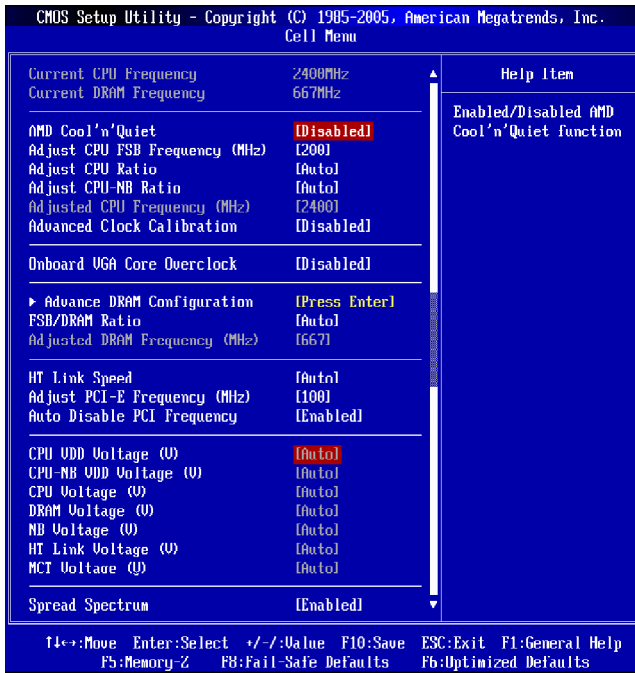 CMOS Setup Utility - Copyright (C) 1985-2005, American Megatrends, Inc.
Cell Menu
Current CPU Frequency 2400MHz
Current DRAM Frequency 667MHz
AMD Cool'n'Quiet [Disabled]
Adjust CPU FSB Frequency (MHz) [200]
Adjust CPU Ratio [Auto]
Adjust CPU-NB Ratio [Auto]
Adjusted CPU Frequency (MHz) [2400]
Advanced Clock Calibration [Disabled]
Onboard VGA Core Overclock [Disabled]
▶ Advance DRAM Configuration [Press Enter]
FSB/DRAM Ratio [Auto]
Adjusted DRAM Frequency (MHz) [667]
HT Link Speed [Auto]
Adjust PCI-E Frequency (MHz) [100]
Auto Disable PCI Frequency [Enabled]
CPU VDD Voltage (V) [Auto]
CPU-NB VDD Voltage (V) [Auto]
CPU Voltage (V) [Auto]
DRAM Voltage (V) [Auto]
NB Voltage (V) [Auto]
HT Link Voltage (V) [Auto]
MCT Voltage (V) [Auto]
Spread Spectrum [Enabled]
Help Item
Enabled/Disabled AMD
Cool'n'Quiet function
↑↓←→:Move Enter:Select +/-/:Value F10:Save ESC:Exit F1:General Help
F5:Memory-Z F8:Fail-Safe Defaults F6:Optimized Defaults